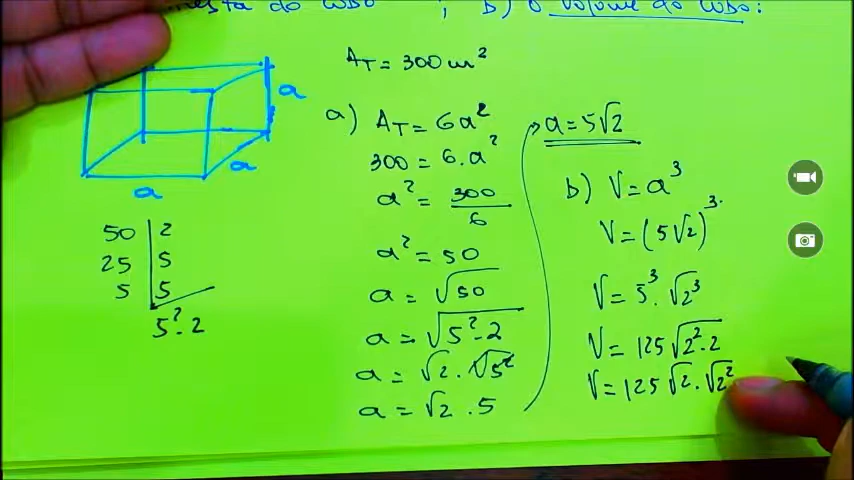 do cubo ; b) o volume do cubo:
A_T = 300 m²
a a a
50 | 2
25 | 5
5 | 5
5² · 2
a) A_T = 6a²
300 = 6 . a²
a² = 300/6
a² = 50
a = √50
a = √5² · 2
a = √2 . √5²
a = √2 . 5
a = 5√2
b) V = a³
V = (5√2)³
V = 5³ . √2³
V = 125 √2² · 2
V = 125 √2 . √2²